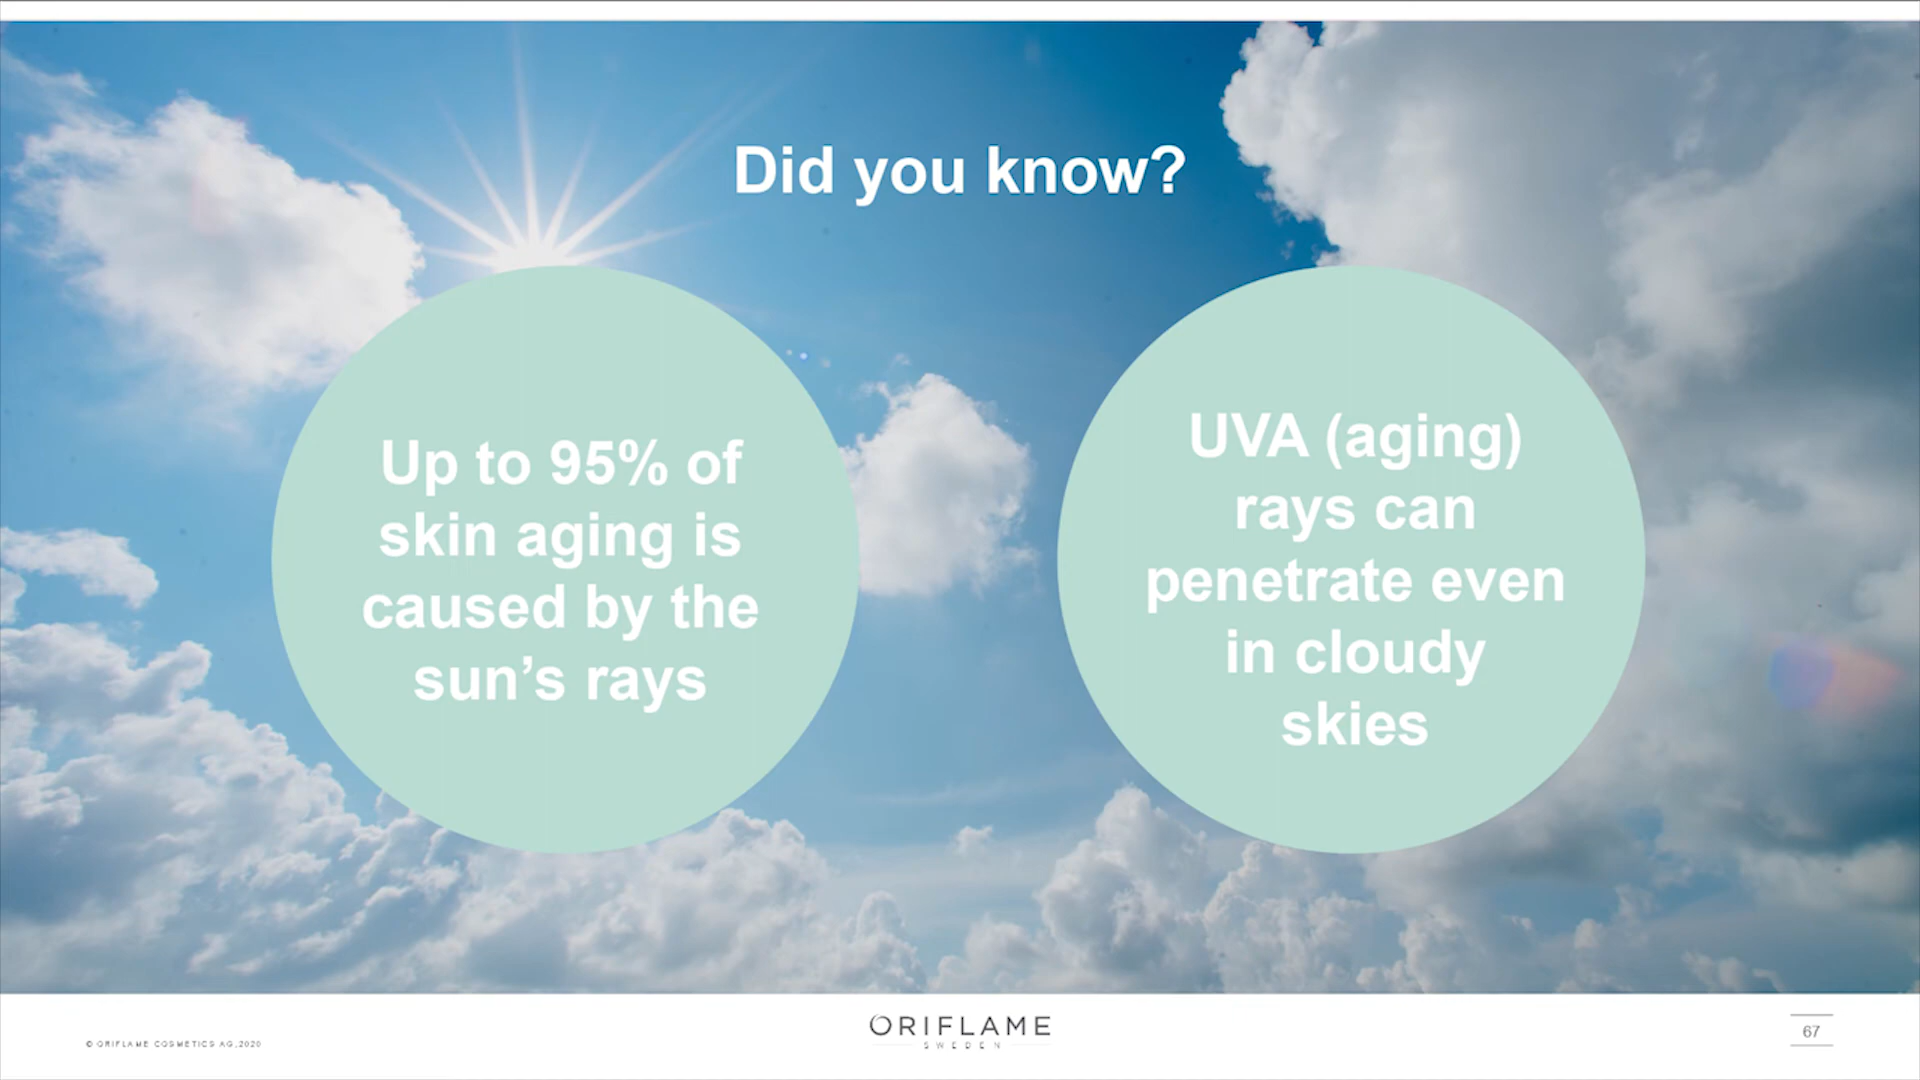 Did you know?
Up to 95% of
skin aging is
caused by the
sun’s rays
UVA (aging)
rays can
penetrate even
in cloudy
skies
© ORIFLAME COSMETICS AG,2020
ORIFLAME
SWEDEN
67